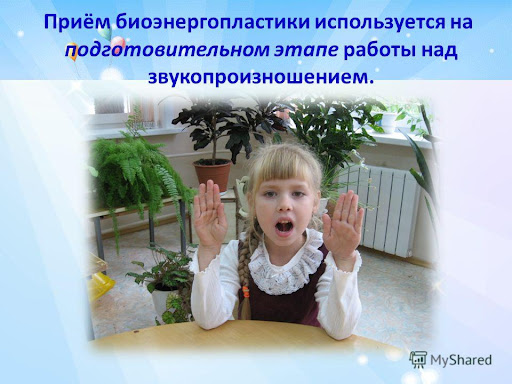 Приём биоэнергопластики используется на
подготовительном этапе работы над
звукопроизношением.
MyShared